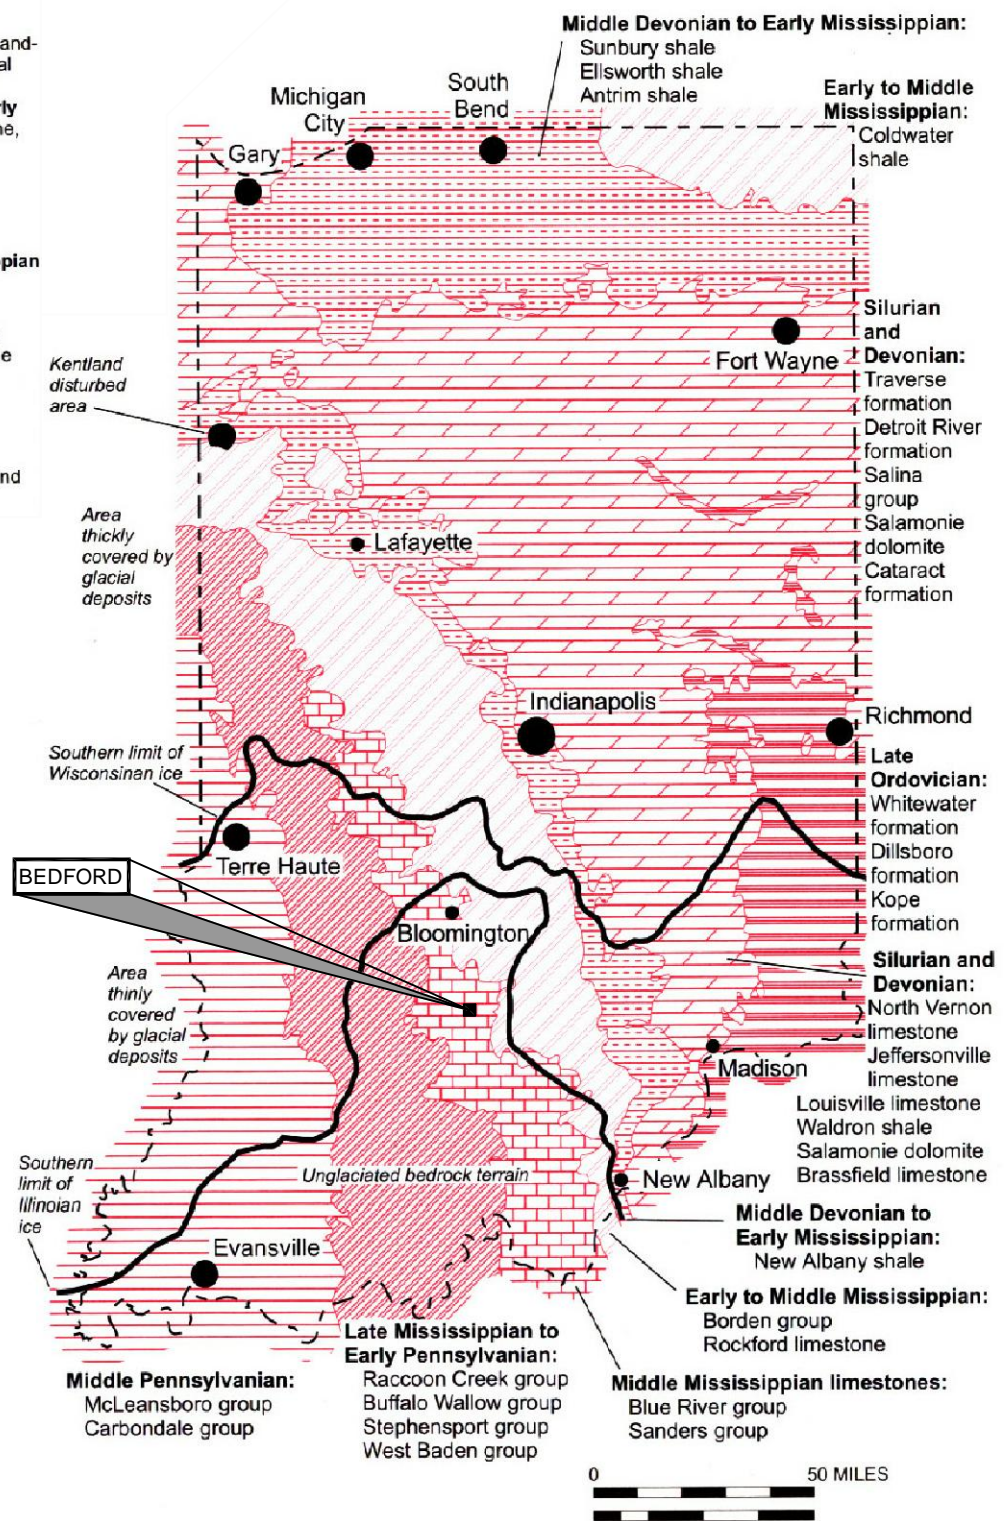 and-
al
rly
ne,
pian
e
nd
Middle Devonian to Early Mississippian:
Sunbury shale
Ellsworth shale
Antrim shale
Early to Middle
Mississippian:
Coldwater
shale
Michigan
City
South
Bend
Gary
Silurian
and
Devonian:
Traverse
formation
Detroit River
formation
Salina
group
Salamonie
dolomite
Cataract
formation
Fort Wayne
Kentland
disturbed
area
Area
thickly
covered by
glacial
deposits
Lafayette
Indianapolis
Richmond
Southern limit of
Wisconsinan ice
Late
Ordovician:
Whitewater
formation
Dillsboro
formation
Kope
formation
Terre Haute
BEDFORD
Bloomington
Area
thinly
covered
by glacial
deposits
Silurian and
Devonian:
North Vernon
limestone
Jeffersonville
limestone
Louisville limestone
Waldron shale
Salamonie dolomite
Brassfield limestone
Madison
Southern
limit of
Illinoian
ice
Unglaciated bedrock terrain
New Albany
Middle Devonian to
Early Mississippian:
New Albany shale
Evansville
Early to Middle Mississippian:
Borden group
Rockford limestone
Late Mississippian to
Early Pennsylvanian:
Raccoon Creek group
Buffalo Wallow group
Stephensport group
West Baden group
Middle Pennsylvanian:
McLeansboro group
Carbondale group
Middle Mississippian limestones:
Blue River group
Sanders group
0 50 MILES